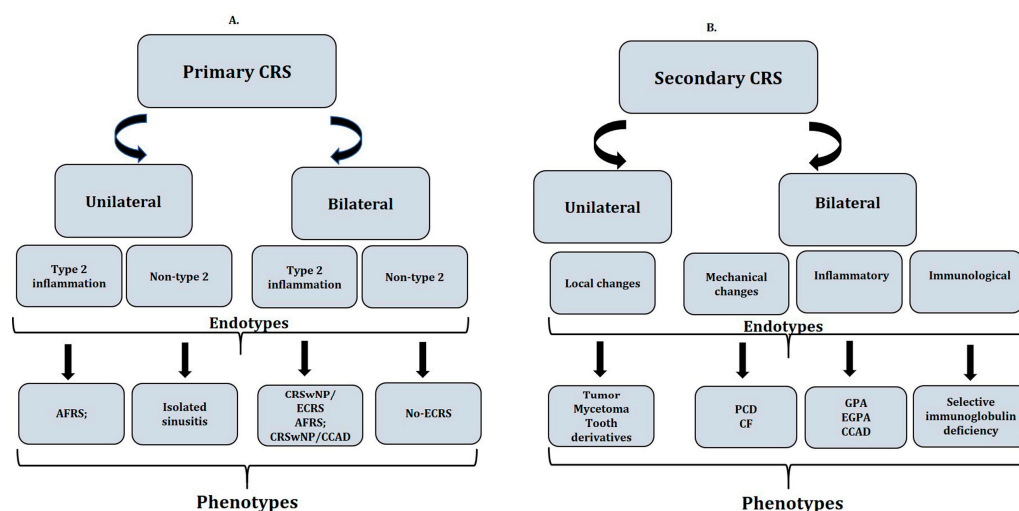 A.
Primary CRS
Unilateral
Bilateral
Type 2
inflammation
Non-type 2
Type 2
inflammation
Non-type 2
Endotypes
AFRS;
Isolated
sinusitis
CRSwNP/
ECRS
AFRS;
CRSwNP/CCAD
No-ECRS
Phenotypes
B.
Secondary CRS
Unilateral
Bilateral
Local changes
Mechanical
changes
Inflammatory
Immunological
Endotypes
Tumor
Mycetoma
Tooth
derivatives
PCD
CF
GPA
EGPA
CCAD
Selective
immunoglobulin
deficiency
Phenotypes